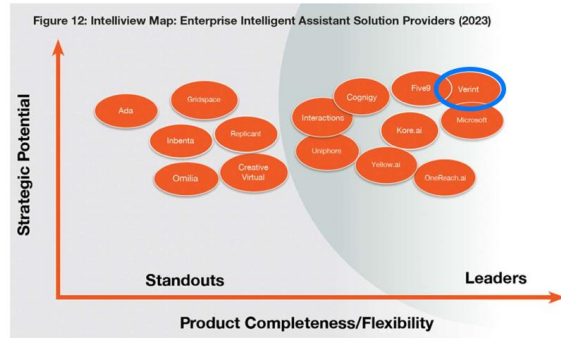 Figure 12: Intelliview Map: Enterprise Intelligent Assistant Solution Providers (2023)
Strategic Potential
Ada
Gridspace
Inbenta
Replicant
Omilia
Creative
Virtual
Interactions
Cognigy
Five9
Verint
Uniphore
Kore.ai
Microsoft
Yellow.ai
OneReach.ai
Standouts
Leaders
Product Completeness/Flexibility